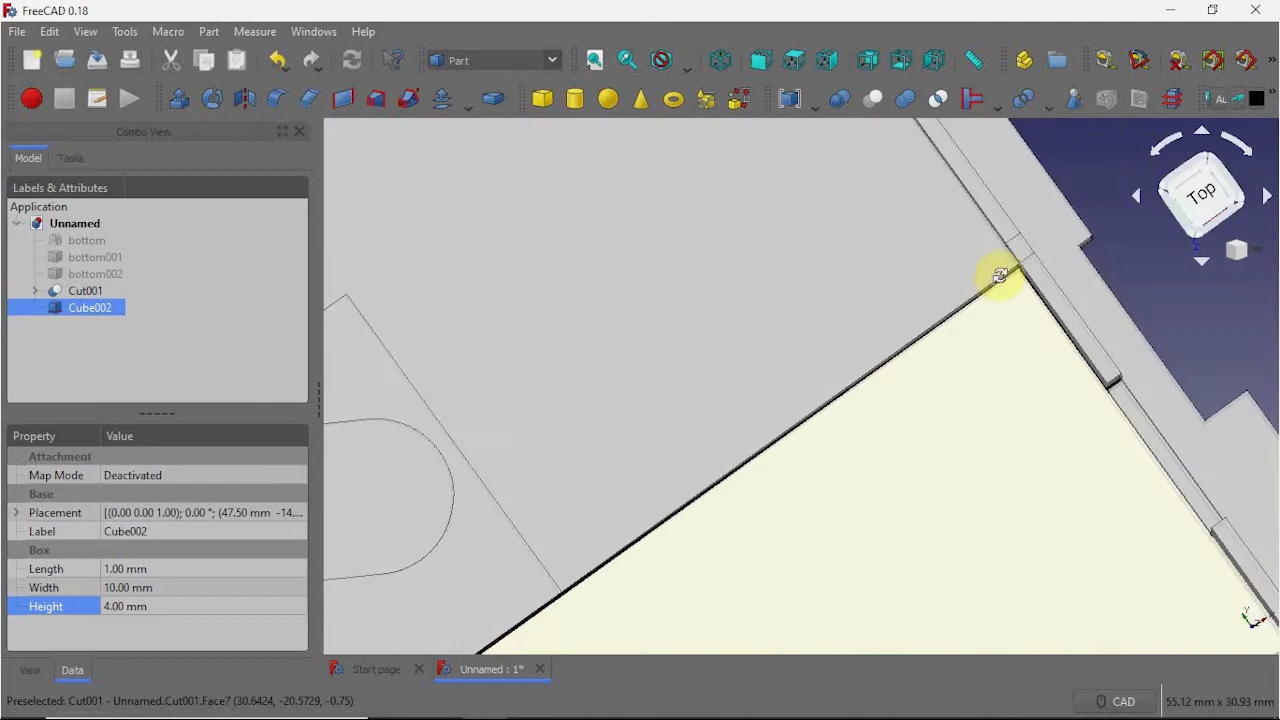 FreeCAD 0.18
File Edit View Tools Macro Part Measure Windows Help
Part
Combo View
Model Tasks
Labels & Attributes
Application
Unnamed
bottom
bottom001
bottom002
Cut001
Cube002
Top
Property Value
Attachment
Map Mode Deactivated
Base
Placement [(0.00 0.00 1.00); 0.00 °; (47.50 mm -14....
Label Cube002
Box
Length 1.00 mm
Width 10.00 mm
Height 4.00 mm
View Data
Start page Unnamed : 1*
Preselected: Cut001 - Unnamed.Cut001.Face7 (30.6424, -20.5729, -0.75)
CAD 55.12 mm x 30.93 mm